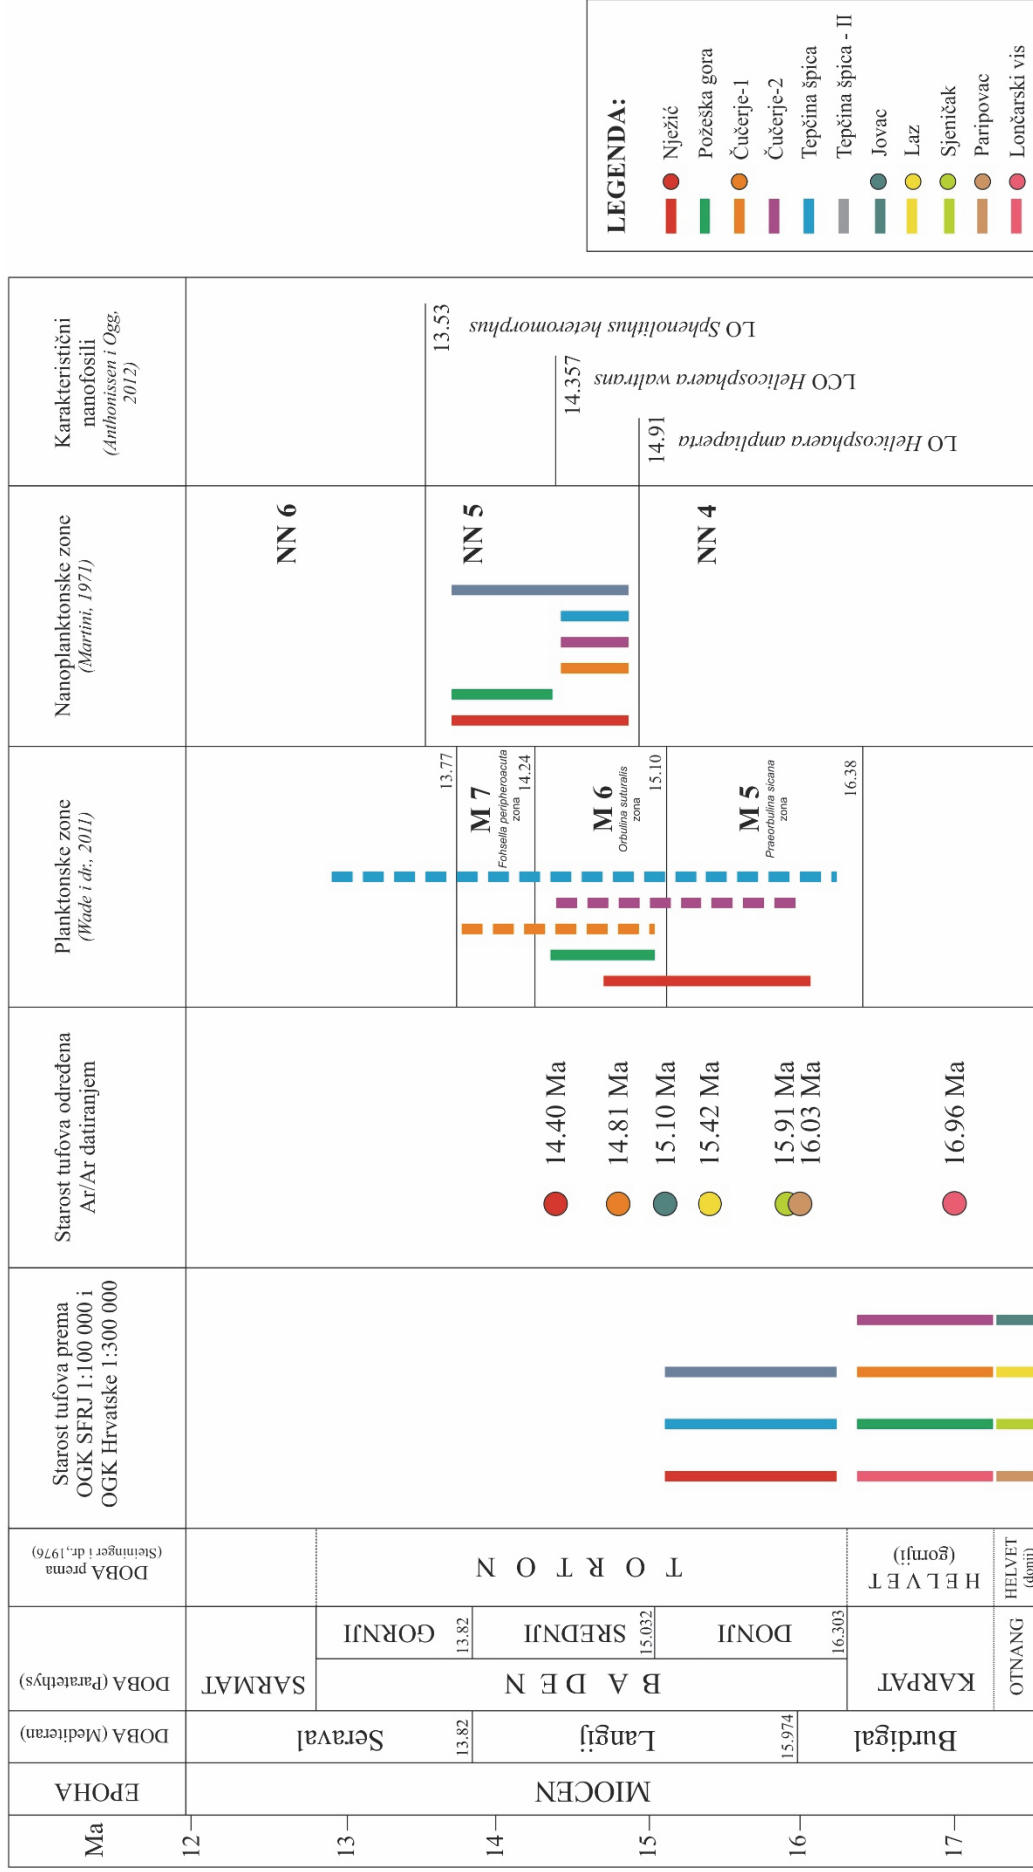 Ma
12
13
14
15
16
17
EPOHA
MIOCEN
DOBA (Mediteran)
Seraval
13.82
Langij
15.974
Burdigal
DOBA (Paratethys)
SARMAT
BADEN
GORNJI
13.82
SREDNJI
15.032
DONJI
16.303
KARPAT
OTNANG
DOBA prema
(Steininger i dr.,1976)
TORTON
HELVET
(gornji)
HELVET
(donji)
Starost tufova prema
OGK SFRJ 1:100 000 i
OGK Hrvatske 1:300 000
Starost tufova određena
Ar/Ar datiranjem
14.40 Ma
14.81 Ma
15.10 Ma
15.42 Ma
15.91 Ma
16.03 Ma
16.96 Ma
Planktonske zone
(Wade i dr., 2011)
13.77
M 7
Fohsella peripheroacuta
zona
14.24
M 6
Orbulina suturalis
zona
15.10
M 5
Praeorbulina sicana
zona
16.38
Nanoplanktonske zone
(Martini, 1971)
NN 6
NN 5
NN 4
Karakteristični
nanofosili
(Anthonissen i Ogg,
2012)
13.53
LO Sphenolithus heteromorphus
14.357
LCO Helicosphaera waltrans
14.91
LO Helicosphaera ampliaperta
LEGENDA:
Nježić
Požeška gora
Čučerje-1
Čučerje-2
Tepčina špica
Tepčina špica - II
Jovac
Laz
Sjeničak
Paripovac
Lončarski vis